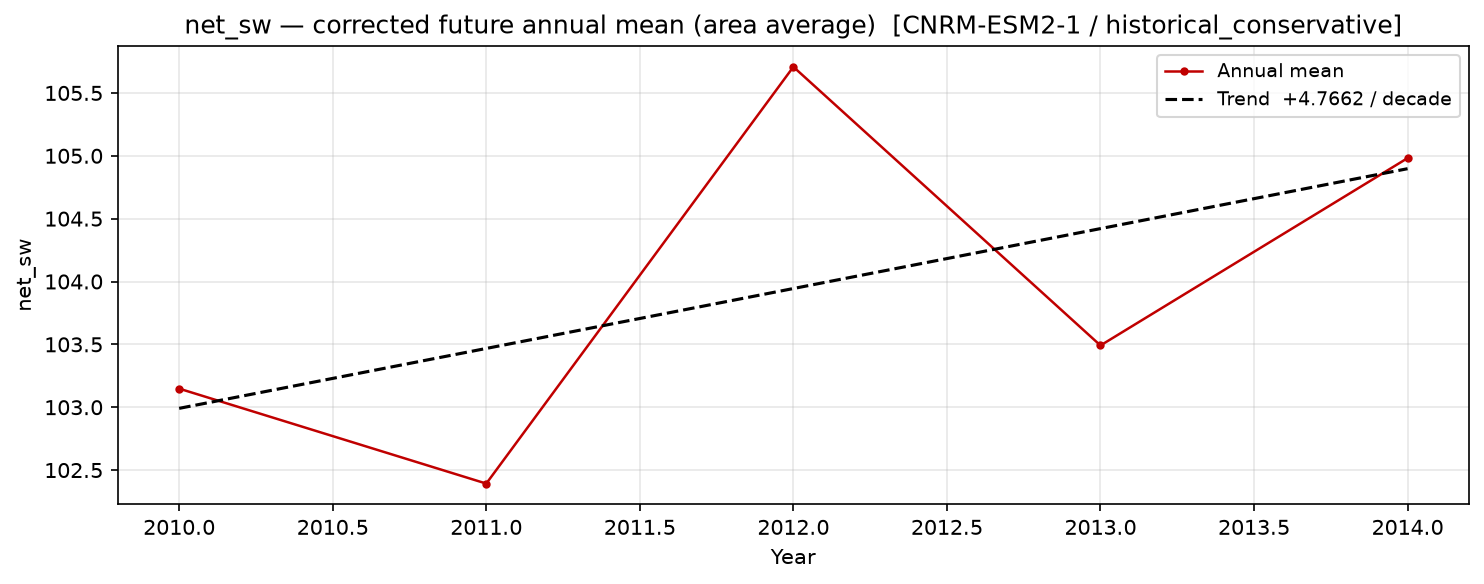 net_sw — corrected future annual mean (area average)  [CNRM-ESM2-1 / historical_conservative]
Annual mean
Trend  +4.7662 / decade
105.5
105.0
104.5
104.0
103.5
103.0
102.5
net_sw
2010.0 2010.5 2011.0 2011.5 2012.0 2012.5 2013.0 2013.5 2014.0
Year